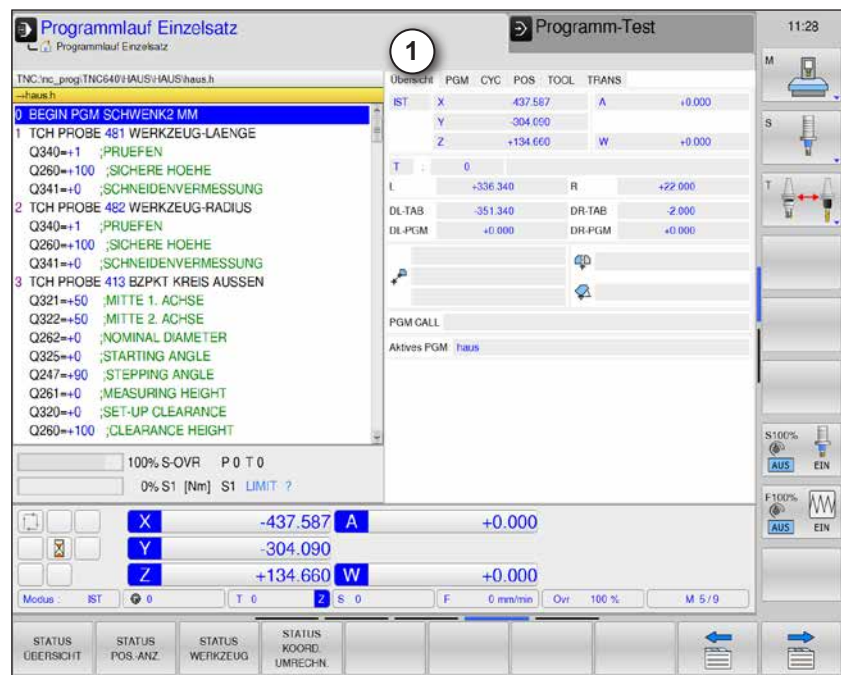 Programmlauf Einzelsatz
Programmlauf Einzelsatz
Programm-Test
11:28
1
TNC:\nc_prog\TNC640\HAUS\HAUS\haus.h
→haus.h
0 BEGIN PGM SCHWENK2 MM
1 TCH PROBE 481 WERKZEUG-LAENGE
Q340=+1 ;PRUEFEN
Q260=+100 ;SICHERE HOEHE
Q341=+0 ;SCHNEIDENVERMESSUNG
2 TCH PROBE 482 WERKZEUG-RADIUS
Q340=+1 ;PRUEFEN
Q260=+100 ;SICHERE HOEHE
Q341=+0 ;SCHNEIDENVERMESSUNG
3 TCH PROBE 413 BZPKT KREIS AUSSEN
Q321=+50 ;MITTE 1. ACHSE
Q322=+50 ;MITTE 2. ACHSE
Q262=+0 ;NOMINAL DIAMETER
Q325=+0 ;STARTING ANGLE
Q247=+90 ;STEPPING ANGLE
Q261=+0 ;MEASURING HEIGHT
Q320=+0 ;SET-UP CLEARANCE
Q260=+100 ;CLEARANCE HEIGHT
Übersicht PGM CYC POS TOOL TRANS
IST X -437.587 A +0.000
Y -304.090
Z +134.660 W +0.000
T : 0
L +336.340 R +22.000
DL-TAB -351.340 DR-TAB -2.000
DL-PGM +0.000 DR-PGM +0.000
PGM CALL
Aktives PGM haus
100% S-OVR P 0 T 0
0% S1 [Nm] S1 LIMIT ?
X -437.587 A +0.000
Y -304.090
Z +134.660 W +0.000
Modus : IST 0 T 0 Z S 0 F 0 mm/min Ovr 100 % M 5/9
STATUS ÜBERSICHT
STATUS POS.-ANZ.
STATUS WERKZEUG
STATUS KOORD. UMRECHN.
M
S
T
S100%
AUS EIN
F100%
AUS EIN